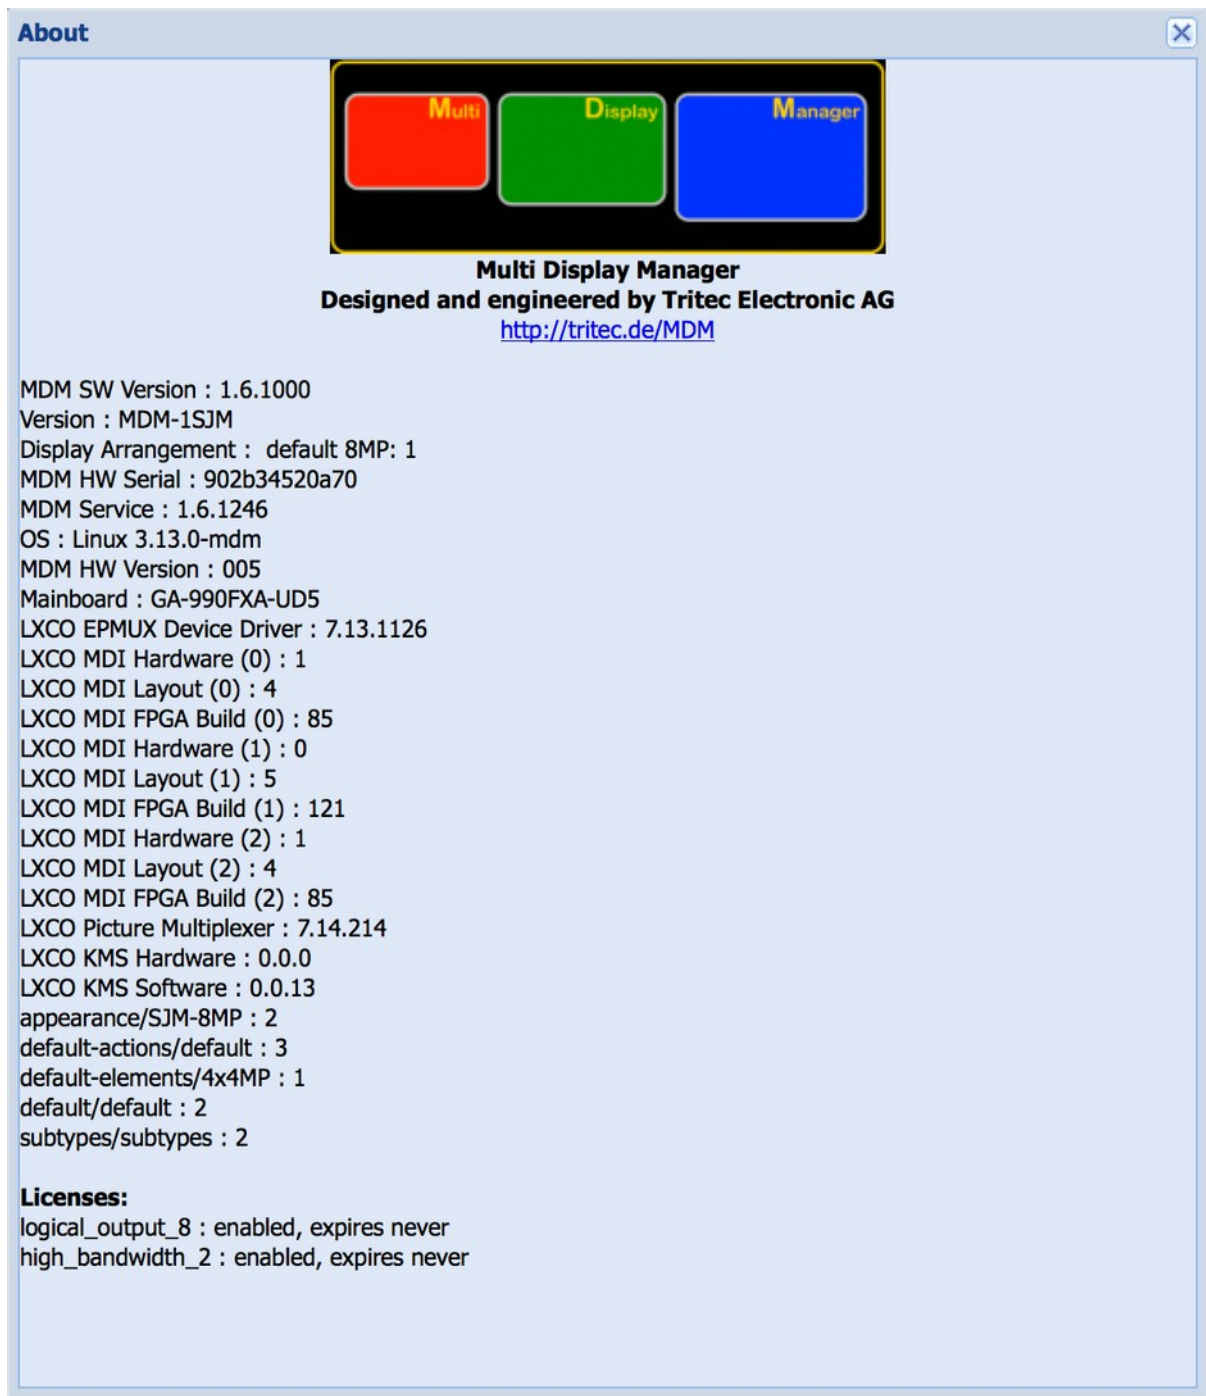 About
Multi Display Manager
Multi Display Manager
Designed and engineered by Tritec Electronic AG
http://tritec.de/MDM
MDM SW Version : 1.6.1000
Version : MDM-1SJM
Display Arrangement :  default 8MP: 1
MDM HW Serial : 902b34520a70
MDM Service : 1.6.1246
OS : Linux 3.13.0-mdm
MDM HW Version : 005
Mainboard : GA-990FXA-UD5
LXCO EPMUX Device Driver : 7.13.1126
LXCO MDI Hardware (0) : 1
LXCO MDI Layout (0) : 4
LXCO MDI FPGA Build (0) : 85
LXCO MDI Hardware (1) : 0
LXCO MDI Layout (1) : 5
LXCO MDI FPGA Build (1) : 121
LXCO MDI Hardware (2) : 1
LXCO MDI Layout (2) : 4
LXCO MDI FPGA Build (2) : 85
LXCO Picture Multiplexer : 7.14.214
LXCO KMS Hardware : 0.0.0
LXCO KMS Software : 0.0.13
appearance/SJM-8MP : 2
default-actions/default : 3
default-elements/4x4MP : 1
default/default : 2
subtypes/subtypes : 2
Licenses:
logical_output_8 : enabled, expires never
high_bandwidth_2 : enabled, expires never